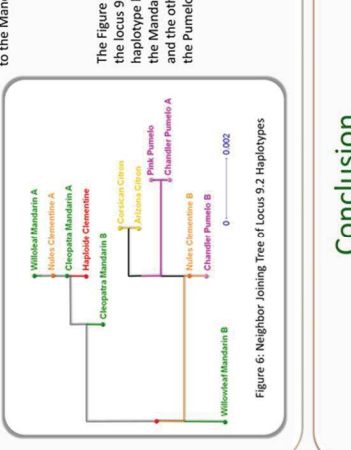 to the Man
The Figure
the locus 9
haplotype
the Manda
and the ot
the Pumelo
Willoleaf Mandarin A
Nules Clementine A
Cleopatra Mandarin A
Haploide Clementine
Cleopatra Mandarin B
Corsican Citron
Arizona Citron
Pink Pumelo
Chandler Pumelo A
Nules Clementine B
Chandler Pumelo B
Willowleaf Mandarin B
0 0.002
Figure 6: Neighbor Joining Tree of Locus 9.2 Haplotypes
Conclusion